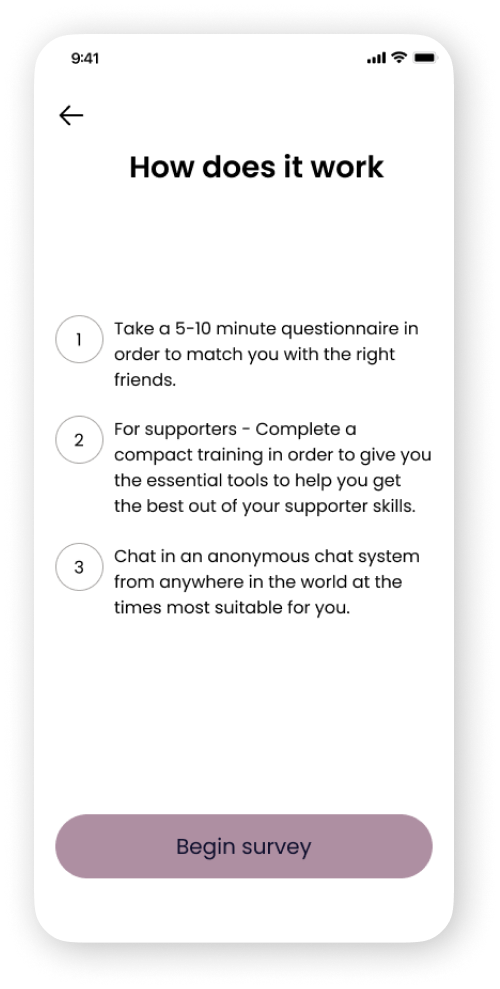 9:41
How does it work
1
Take a 5-10 minute questionnaire in
order to match you with the right
friends.
2
For supporters - Complete a
compact training in order to give you
the essential tools to help you get
the best out of your supporter skills.
3
Chat in an anonymous chat system
from anywhere in the world at the
times most suitable for you.
Begin survey